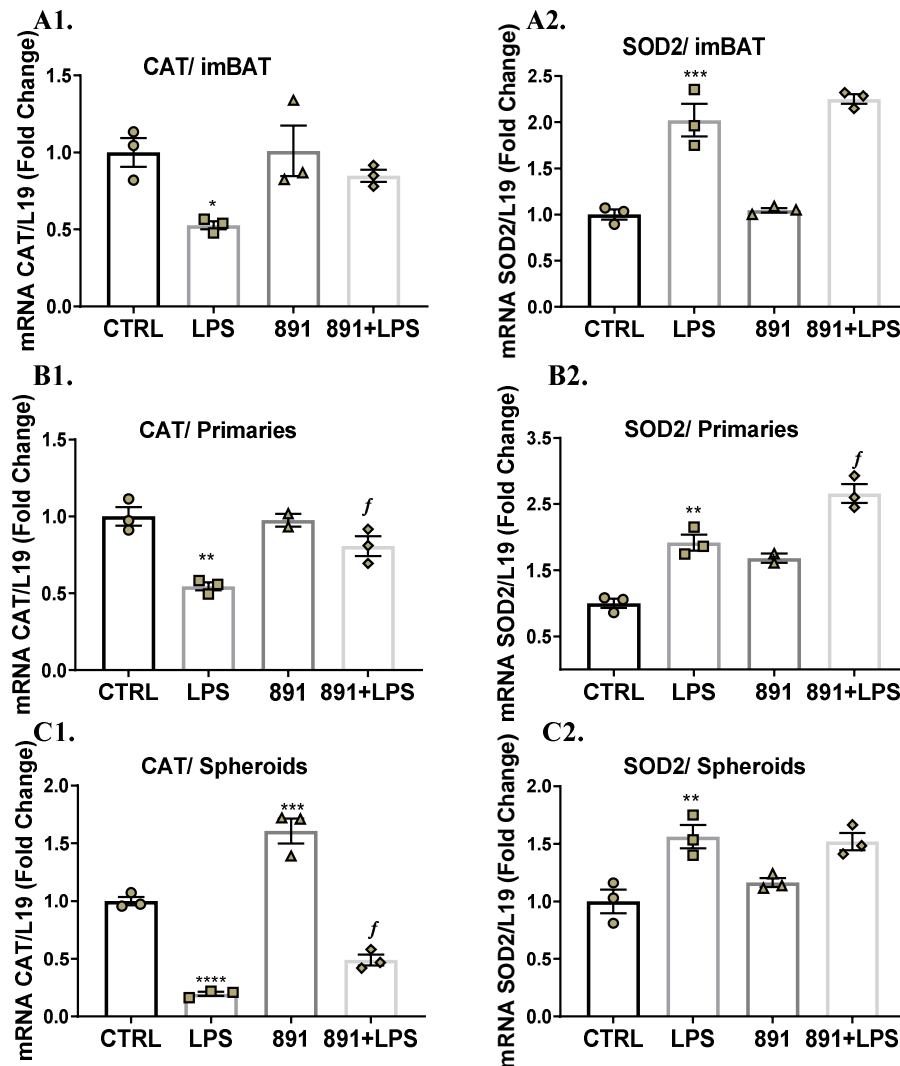 A1.
CAT/ imBAT
mRNA CAT/L19 (Fold Change)
1.5
1.0
0.5
0.0
*
CTRL LPS 891 891+LPS
A2.
SOD2/ imBAT
mRNA SOD2/L19 (Fold Change)
2.5
2.0
1.5
1.0
0.5
0.0
***
CTRL LPS 891 891+LPS
B1.
CAT/ Primaries
mRNA CAT/L19 (Fold Change)
1.5
1.0
0.5
0.0
**
f
CTRL LPS 891 891+LPS
B2.
SOD2/ Primaries
mRNA SOD2/L19 (Fold Change)
3.5
2.5
1.5
0.5
**
f
CTRL LPS 891 891+LPS
C1.
CAT/ Spheroids
mRNA CAT/L19 (Fold Change)
2.0
1.5
1.0
0.5
0.0
****
***
f
CTRL LPS 891 891+LPS
C2.
SOD2/ Spheroids
mRNA SOD2/L19 (Fold Change)
2.0
1.5
1.0
0.5
0.0
**
CTRL LPS 891 891+LPS